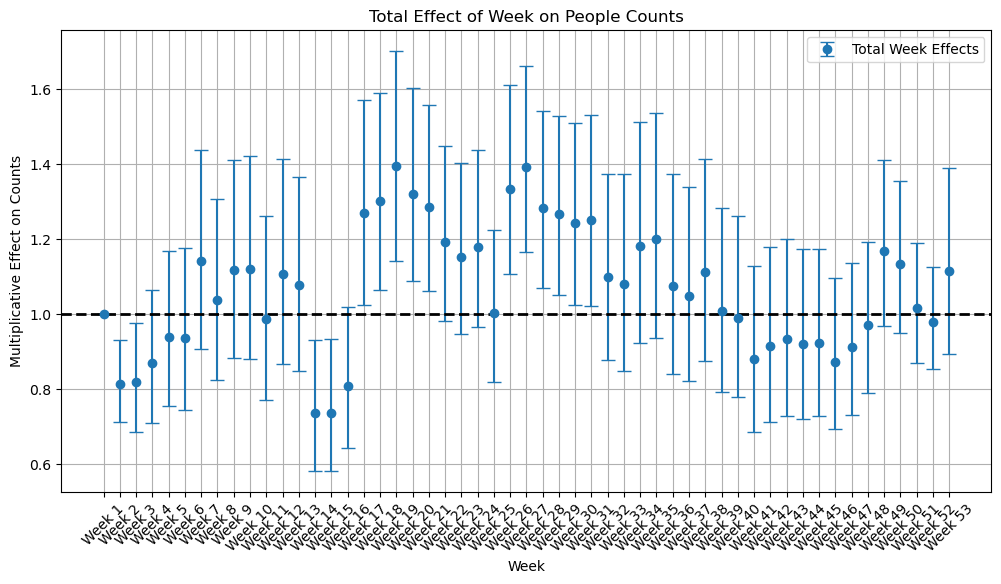 Total Effect of Week on People Counts
Total Week Effects
Multiplicative Effect on Counts
1.6
1.4
1.2
1.0
0.8
0.6
Week 1
Week 2
Week 3
Week 4
Week 5
Week 6
Week 7
Week 8
Week 9
Week 10
Week 11
Week 12
Week 13
Week 14
Week 15
Week 16
Week 17
Week 18
Week 19
Week 20
Week 21
Week 22
Week 23
Week 24
Week 25
Week 26
Week 27
Week 28
Week 29
Week 30
Week 31
Week 32
Week 33
Week 34
Week 35
Week 36
Week 37
Week 38
Week 39
Week 40
Week 41
Week 42
Week 43
Week 44
Week 45
Week 46
Week 47
Week 48
Week 49
Week 50
Week 51
Week 52
Week 53
Week